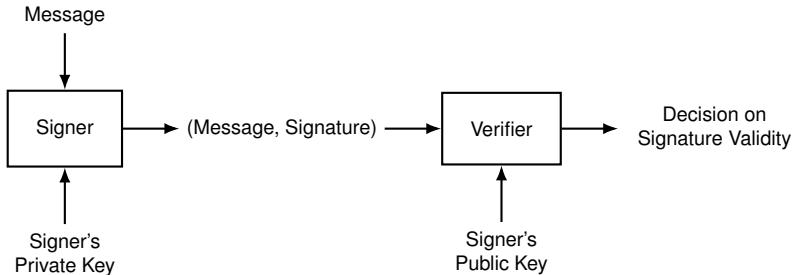 Message
Signer
(Message, Signature)
Verifier
Decision on
Signature Validity
Signer's
Private Key
Signer's
Public Key